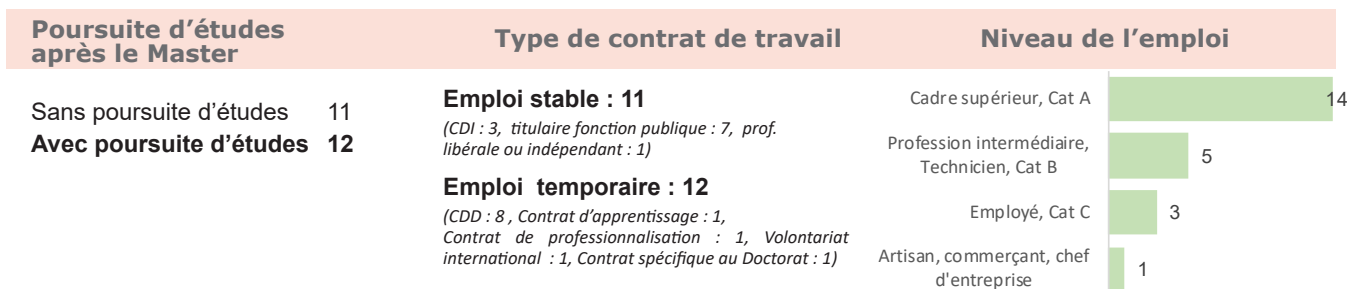 Poursuite d’études
après le Master
Type de contrat de travail
Niveau de l’emploi
Sans poursuite d’études 11
Avec poursuite d’études 12
Emploi stable : 11
(CDI : 3, titulaire fonction publique : 7, prof.
libérale ou indépendant : 1)
Emploi temporaire : 12
(CDD : 8 , Contrat d’apprentissage : 1,
Contrat de professionnalisation : 1, Volontariat
international : 1, Contrat spécifique au Doctorat : 1)
Cadre supérieur, Cat A 14
Profession intermédiaire,
Technicien, Cat B 5
Employé, Cat C 3
Artisan, commerçant, chef
d'entreprise 1